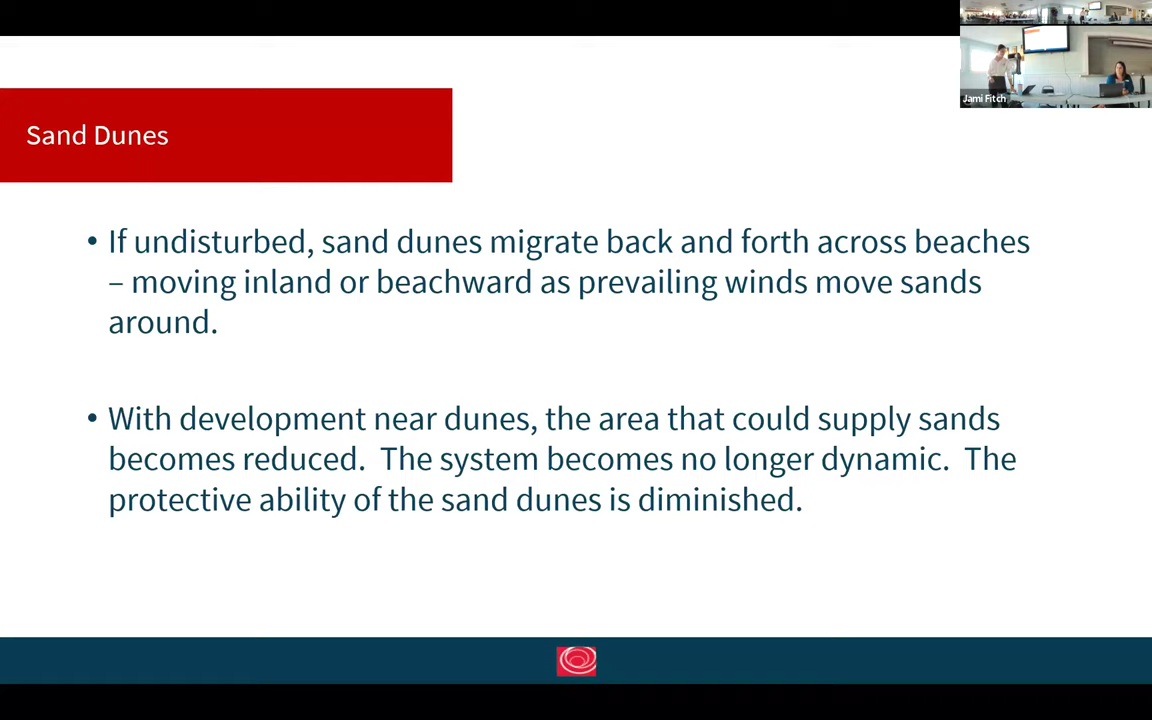 Jami Fitch
Sand Dunes
• If undisturbed, sand dunes migrate back and forth across beaches
– moving inland or beachward as prevailing winds move sands
around.
• With development near dunes, the area that could supply sands
becomes reduced. The system becomes no longer dynamic. The
protective ability of the sand dunes is diminished.